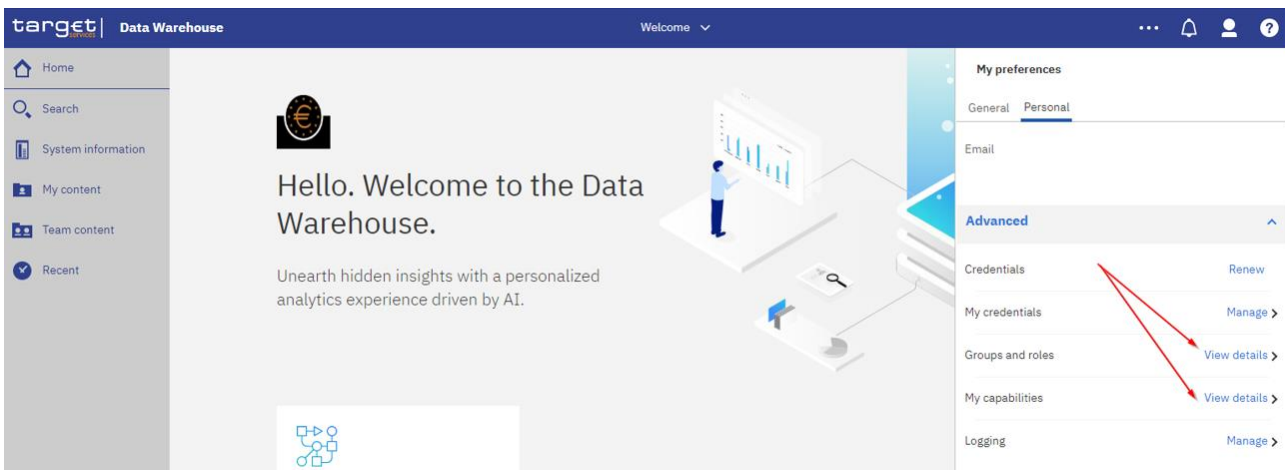 target services | Data Warehouse
Welcome
Home
Search
System information
My content
Team content
Recent
Hello. Welcome to the Data
Warehouse.
Unearth hidden insights with a personalized
analytics experience driven by AI.
My preferences
General Personal
Email
Advanced
Credentials Renew
My credentials Manage
Groups and roles View details
My capabilities View details
Logging Manage